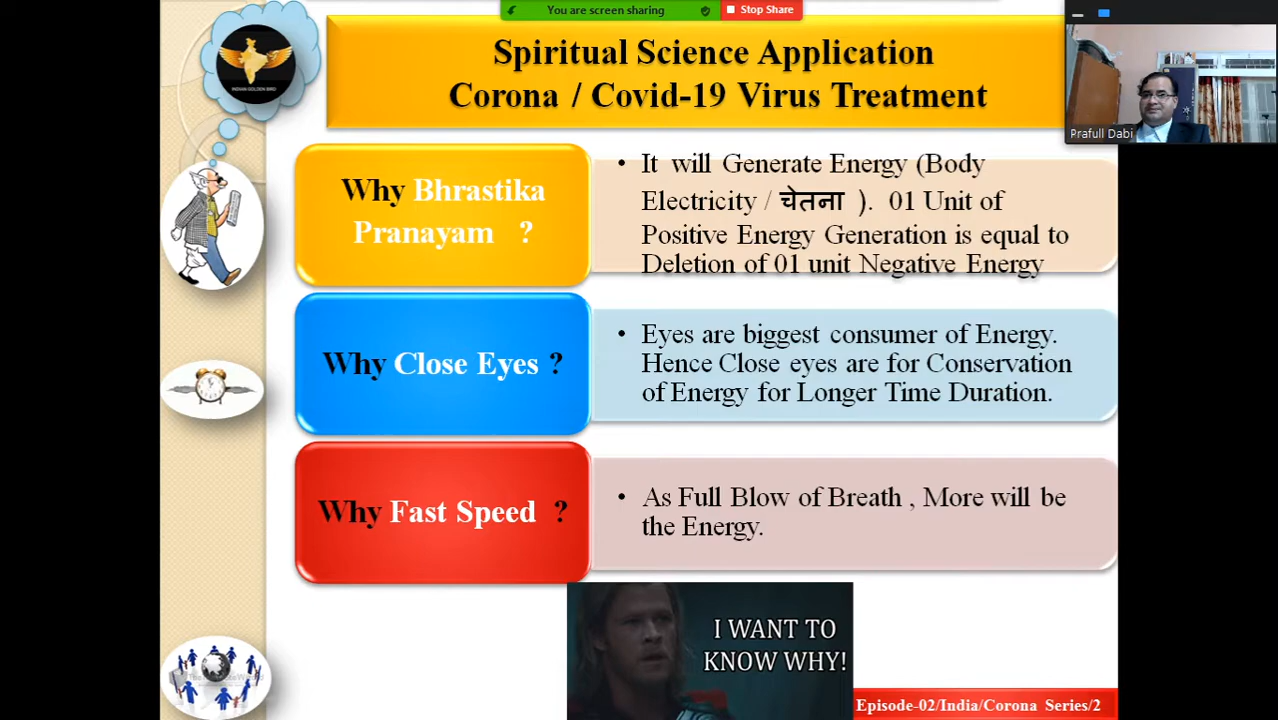 You are screen sharing
Stop Share
Spiritual Science Application
Corona / Covid-19 Virus Treatment
Prafull Dabi
INDIAN GOLDEN BIRD
Why Bhrastika
Pranayam ?
• It will Generate Energy (Body
Electricity / चेतना ). 01 Unit of
Positive Energy Generation is equal to
Deletion of 01 unit Negative Energy
Why Close Eyes ?
• Eyes are biggest consumer of Energy.
Hence Close eyes are for Conservation
of Energy for Longer Time Duration.
Why Fast Speed ?
• As Full Blow of Breath , More will be
the Energy.
I WANT TO
KNOW WHY!
Episode-02/India/Corona Series/2